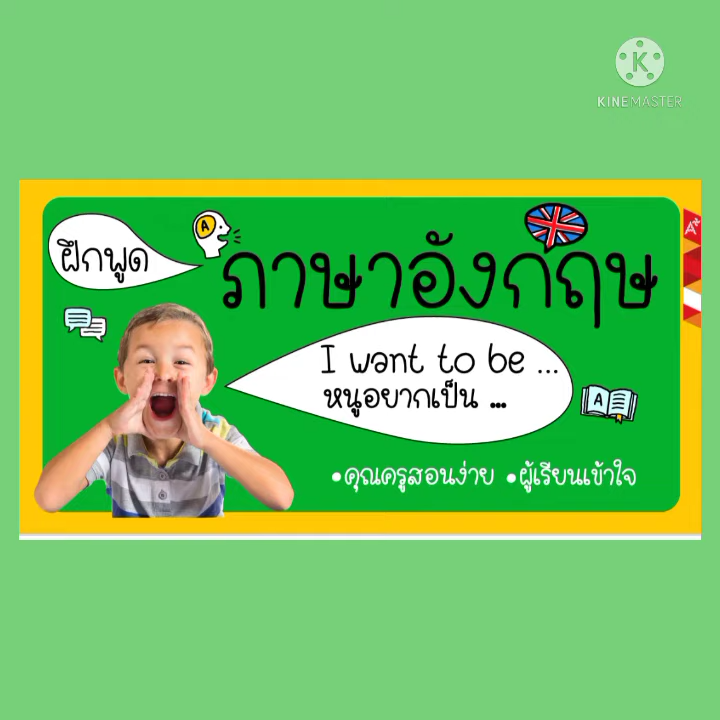 KINEMASTER
ฝึกพูด
A
ภาษาอังกฤษ
I want to be ...
หนูอยากเป็น ...
A
•คุณครูสอนง่าย •ผู้เรียนเข้าใจ